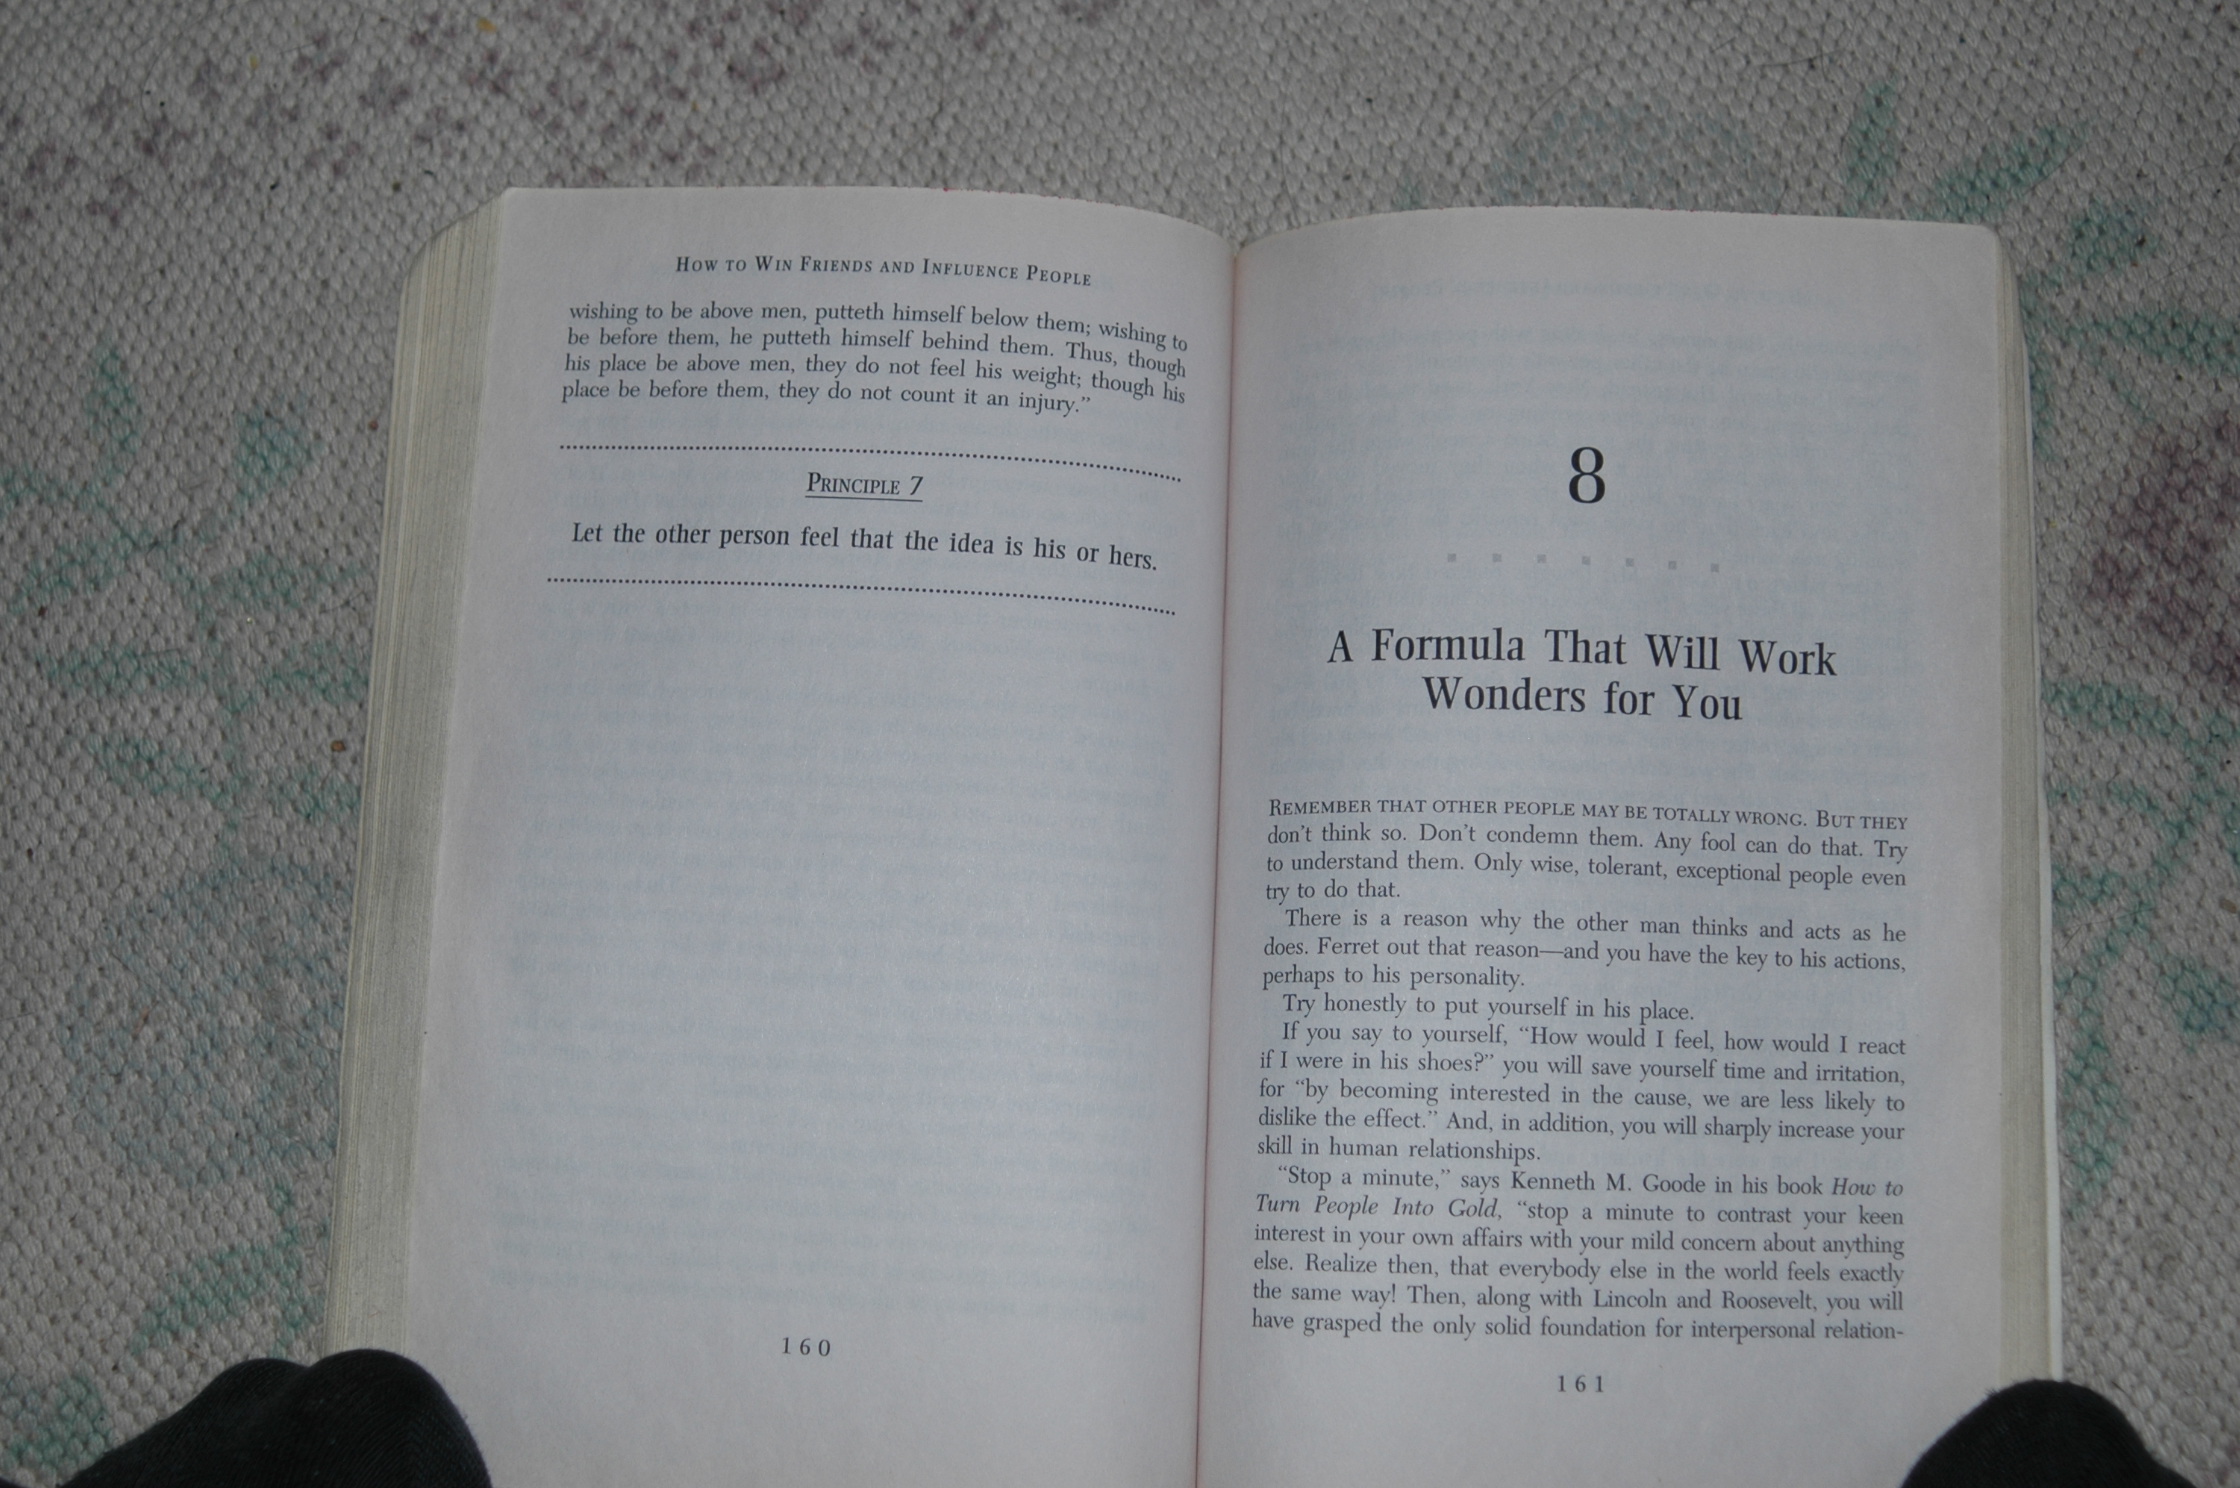 How to Win Friends and Influence People
wishing to be above men, putteth himself below them; wishing to
be before them, he putteth himself behind them. Thus, though
his place be above men, they do not feel his weight; though his
place be before them, they do not count it an injury.”
Principle 7
Let the other person feel that the idea is his or hers.
160
8
A Formula That Will Work
Wonders for You
Remember that other people may be totally wrong. But they
don’t think so. Don’t condemn them. Any fool can do that. Try
to understand them. Only wise, tolerant, exceptional people even
try to do that.
There is a reason why the other man thinks and acts as he
does. Ferret out that reason—and you have the key to his actions,
perhaps to his personality.
Try honestly to put yourself in his place.
If you say to yourself, “How would I feel, how would I react
if I were in his shoes?” you will save yourself time and irritation,
for “by becoming interested in the cause, we are less likely to
dislike the effect.” And, in addition, you will sharply increase your
skill in human relationships.
“Stop a minute,” says Kenneth M. Goode in his book How to
Turn People Into Gold, “stop a minute to contrast your keen
interest in your own affairs with your mild concern about anything
else. Realize then, that everybody else in the world feels exactly
the same way! Then, along with Lincoln and Roosevelt, you will
have grasped the only solid foundation for interpersonal relation-
161